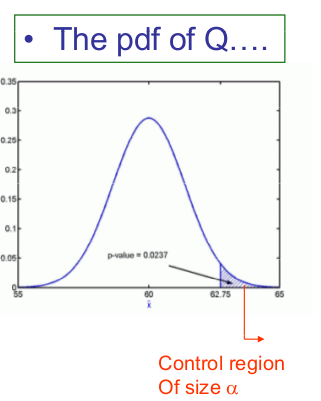 • The pdf of Q….
0.35
0.3
0.25
0.2
0.15
0.1
0.05
0
p-value = 0.0237
55 60 62.75 65
x̄
Control region
Of size α